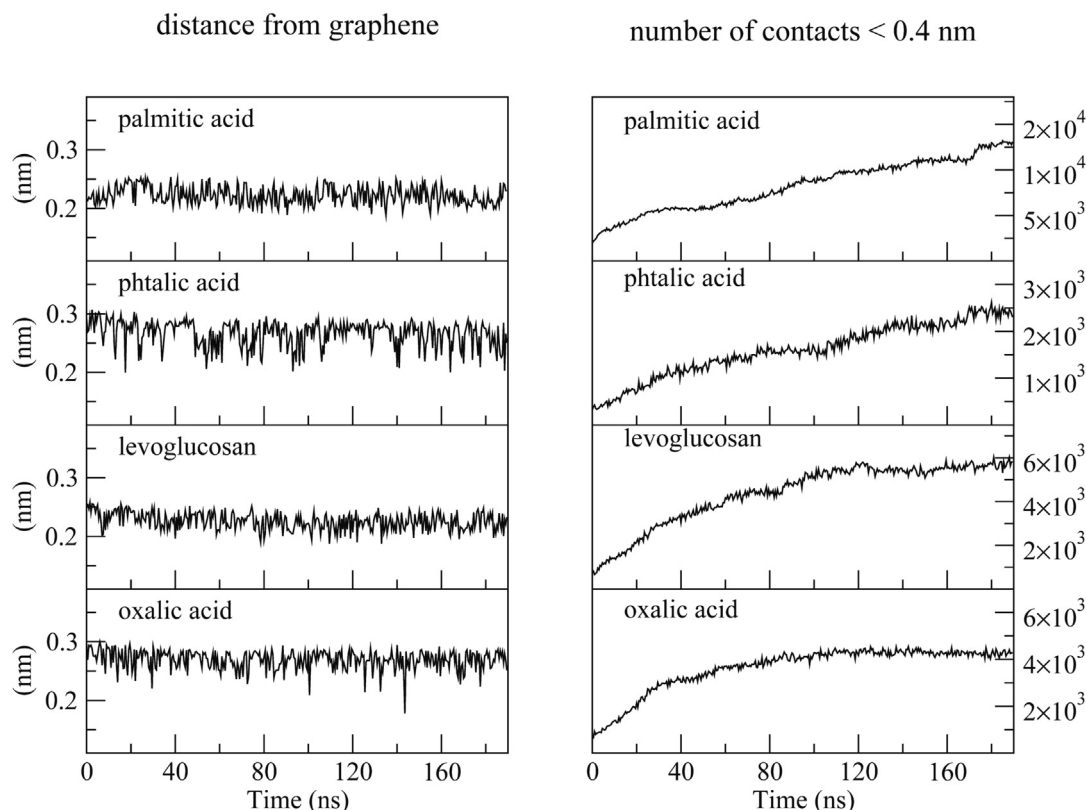 distance from graphene
number of contacts < 0.4 nm
palmitic acid
0.3
0.2
(nm)
phtalic acid
0.3
0.2
(nm)
levoglucosan
0.3
0.2
(nm)
oxalic acid
0.3
0.2
(nm)
0 40 80 120 160
Time (ns)
palmitic acid
2×10⁴
1×10⁴
5×10³
phtalic acid
3×10³
2×10³
1×10³
levoglucosan
6×10³
4×10³
2×10³
oxalic acid
6×10³
4×10³
2×10³
0 40 80 120 160
Time (ns)